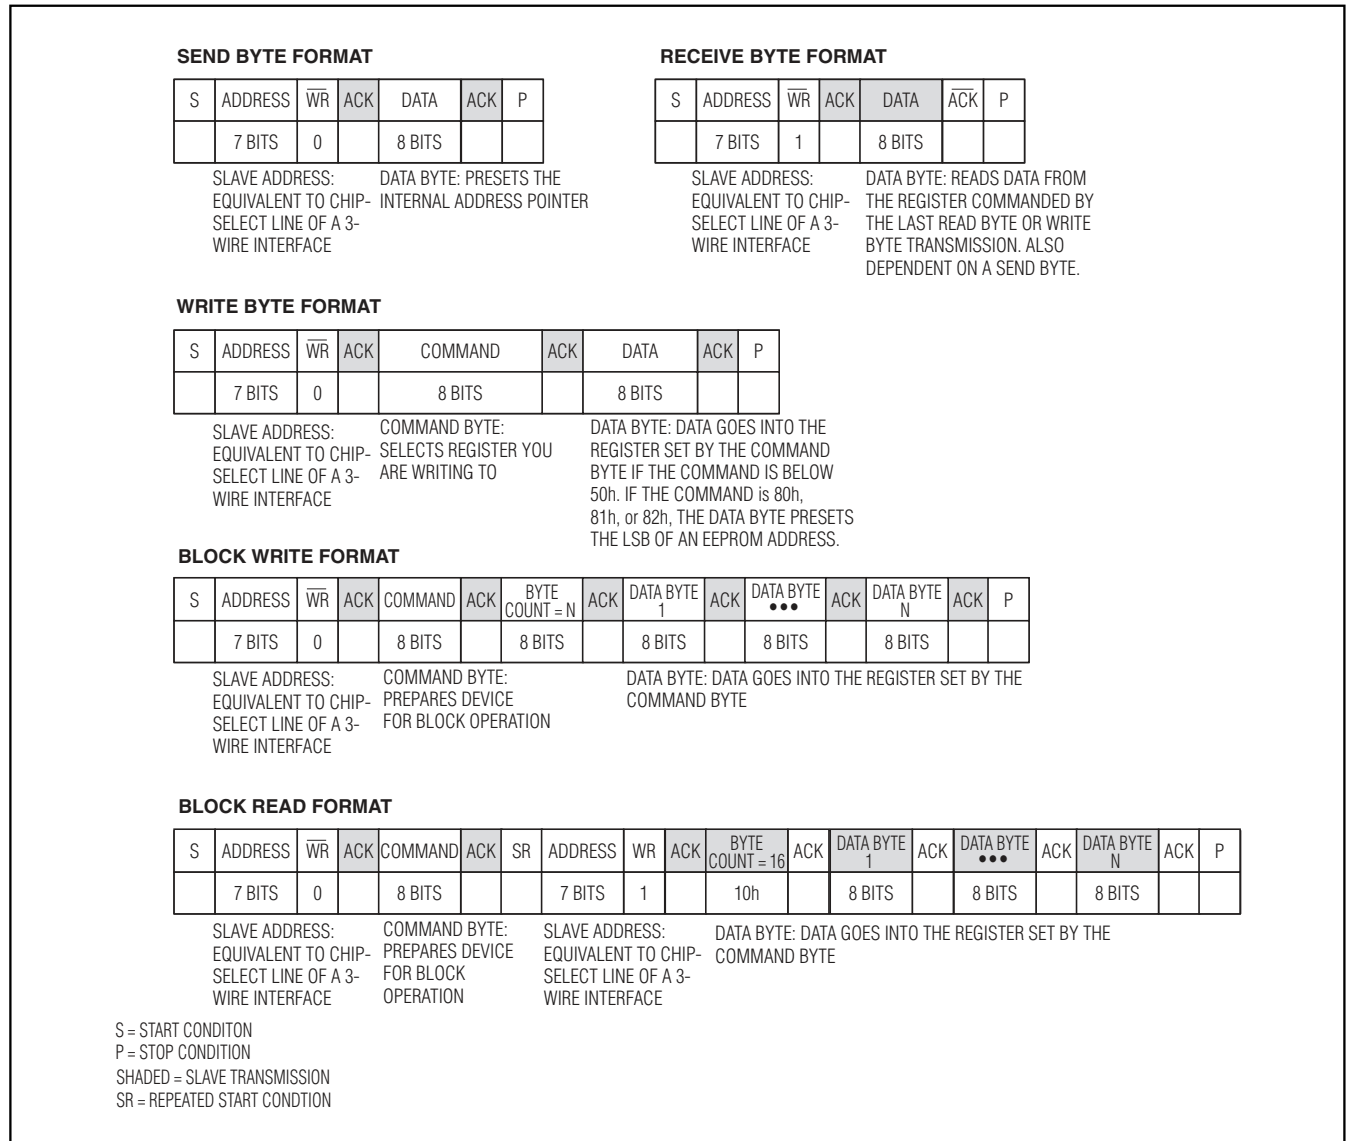 SEND BYTE FORMAT
S ADDRESS W̅R̅ ACK DATA ACK P
7 BITS 0 8 BITS
SLAVE ADDRESS:
EQUIVALENT TO CHIP-
SELECT LINE OF A 3-
WIRE INTERFACE
DATA BYTE: PRESETS THE
INTERNAL ADDRESS POINTER
RECEIVE BYTE FORMAT
S ADDRESS W̅R̅ ACK DATA A̅C̅K̅ P
7 BITS 1 8 BITS
SLAVE ADDRESS:
EQUIVALENT TO CHIP-
SELECT LINE OF A 3-
WIRE INTERFACE
DATA BYTE: READS DATA FROM
THE REGISTER COMMANDED BY
THE LAST READ BYTE OR WRITE
BYTE TRANSMISSION. ALSO
DEPENDENT ON A SEND BYTE.
WRITE BYTE FORMAT
S ADDRESS W̅R̅ ACK COMMAND ACK DATA ACK P
7 BITS 0 8 BITS 8 BITS
SLAVE ADDRESS:
EQUIVALENT TO CHIP-
SELECT LINE OF A 3-
WIRE INTERFACE
COMMAND BYTE:
SELECTS REGISTER YOU
ARE WRITING TO
DATA BYTE: DATA GOES INTO THE
REGISTER SET BY THE COMMAND
BYTE IF THE COMMAND IS BELOW
50h. IF THE COMMAND is 80h,
81h, or 82h, THE DATA BYTE PRESETS
THE LSB OF AN EEPROM ADDRESS.
BLOCK WRITE FORMAT
S ADDRESS W̅R̅ ACK COMMAND ACK BYTE COUNT = N ACK DATA BYTE 1 ACK DATA BYTE ••• ACK DATA BYTE N ACK P
7 BITS 0 8 BITS 8 BITS 8 BITS 8 BITS 8 BITS
SLAVE ADDRESS:
EQUIVALENT TO CHIP-
SELECT LINE OF A 3-
WIRE INTERFACE
COMMAND BYTE:
PREPARES DEVICE
FOR BLOCK OPERATION
DATA BYTE: DATA GOES INTO THE REGISTER SET BY THE
COMMAND BYTE
BLOCK READ FORMAT
S ADDRESS W̅R̅ ACK COMMAND ACK SR ADDRESS WR ACK BYTE COUNT = 16 ACK DATA BYTE 1 ACK DATA BYTE ••• ACK DATA BYTE N ACK P
7 BITS 0 8 BITS 7 BITS 1 10h 8 BITS 8 BITS 8 BITS
SLAVE ADDRESS:
EQUIVALENT TO CHIP-
SELECT LINE OF A 3-
WIRE INTERFACE
COMMAND BYTE:
PREPARES DEVICE
FOR BLOCK
OPERATION
SLAVE ADDRESS:
EQUIVALENT TO CHIP-
SELECT LINE OF A 3-
WIRE INTERFACE
DATA BYTE: DATA GOES INTO THE REGISTER SET BY THE
COMMAND BYTE
S = START CONDITON
P = STOP CONDITION
SHADED = SLAVE TRANSMISSION
SR = REPEATED START CONDTION